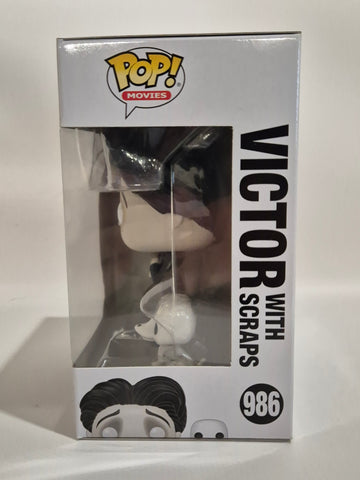 POP!
MOVIES
VICTOR
WITH
SCRAPS
986